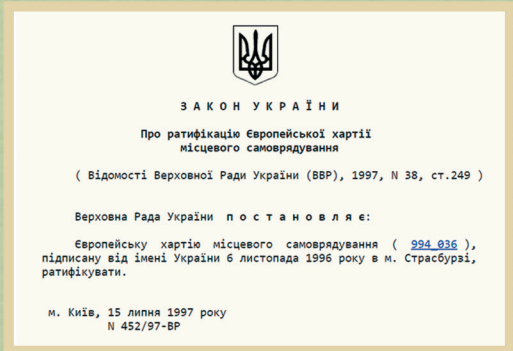 З А К О Н У К Р А Ї Н И
Про ратифікацію Європейської хартії
місцевого самоврядування
( Відомості Верховної Ради України (ВВР), 1997, N 38, ст.249 )
Верховна Рада України п о с т а н о в л я є:
Європейську хартію місцевого самоврядування ( 994_036 ),
підписану від імені України 6 листопада 1996 року в м. Страсбурзі,
ратифікувати.
м. Київ, 15 липня 1997 року
N 452/97-ВР